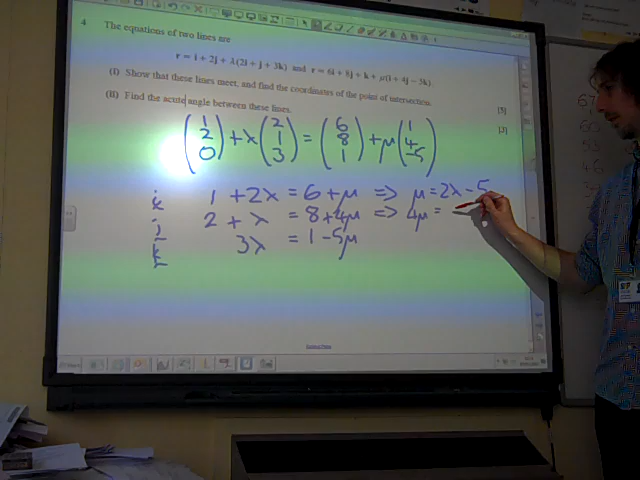 4 The equations of two lines are
r = i + 2j + λ(2i + j + 3k) and r = 6i + 8j + k + μ(i + 4j − 5k).
(I) Show that these lines meet, and find the coordinates of the point of intersection. [5]
(II) Find the acute angle between these lines. [3]
(1 2 0) + λ(2 1 3) = (6 8 1) + μ(1 4 -5)
i 1 + 2λ = 6 + μ => μ = 2λ - 5
j 2 + λ = 8 + 4μ => 4μ =
k 3λ = 1 - 5μ